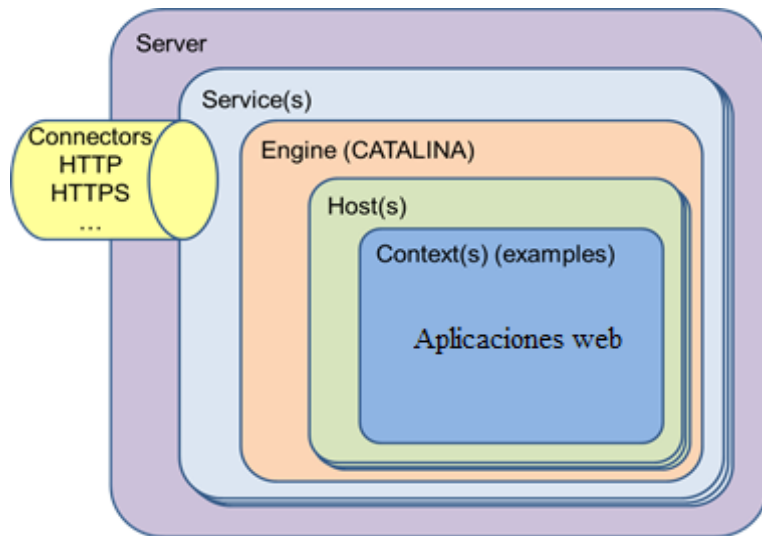 Server
Service(s)
Connectors
HTTP
HTTPS
...
Engine (CATALINA)
Host(s)
Context(s) (examples)
Aplicaciones web